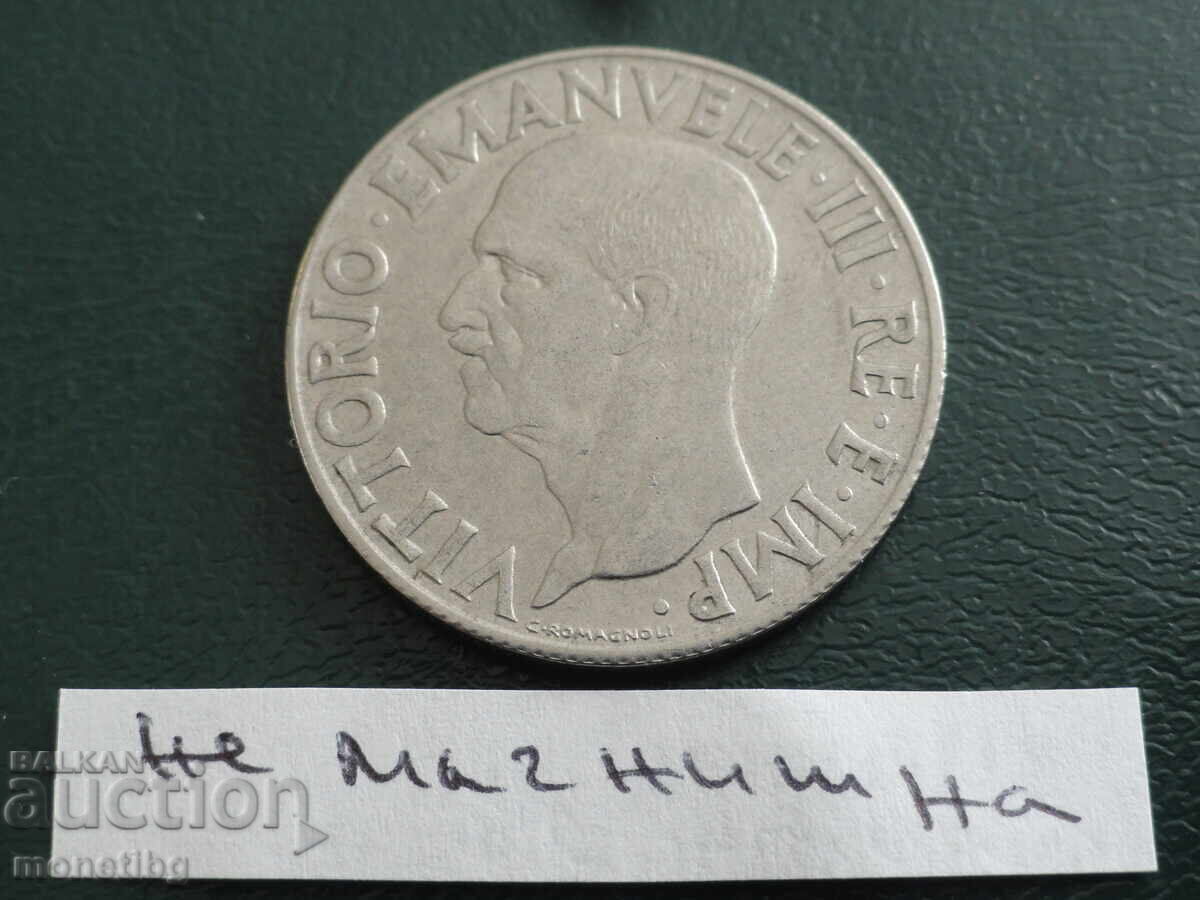 VITTORIO · EMANVELE · III · RE · E · IMP ·
C·ROMAGNOLI
не магнитна
BALKAN
auction
monetibg